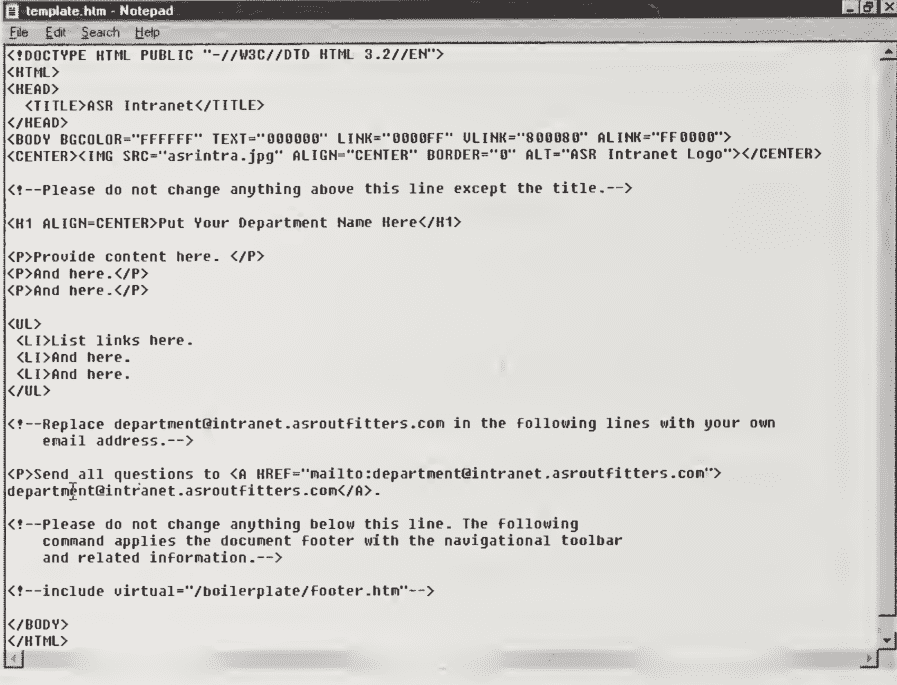 template.htm - Notepad
File Edit Search Help
<!DOCTYPE HTML PUBLIC "-//W3C//DTD HTML 3.2//EN">
<HTML>
<HEAD>
  <TITLE>ASR Intranet</TITLE>
</HEAD>
<BODY BGCOLOR="FFFFFF" TEXT="000000" LINK="0000FF" VLINK="800080" ALINK="FF0000">
<CENTER><IMG SRC="asrintra.jpg" ALIGN="CENTER" BORDER="0" ALT="ASR Intranet Logo"></CENTER>
<!--Please do not change anything above this line except the title.-->
<H1 ALIGN=CENTER>Put Your Department Name Here</H1>
<P>Provide content here. </P>
<P>And here.</P>
<P>And here.</P>
<UL>
 <LI>List links here.
 <LI>And here.
 <LI>And here.
</UL>
<!--Replace department@intranet.asroutfitters.com in the following lines with your own
    email address.-->
<P>Send all questions to <A HREF="mailto:department@intranet.asroutfitters.com">
department@intranet.asroutfitters.com</A>.
<!--Please do not change anything below this line. The following
    command applies the document footer with the navigational toolbar
    and related information.-->
<!--include virtual="/boilerplate/footer.htm"-->
</BODY>
</HTML>